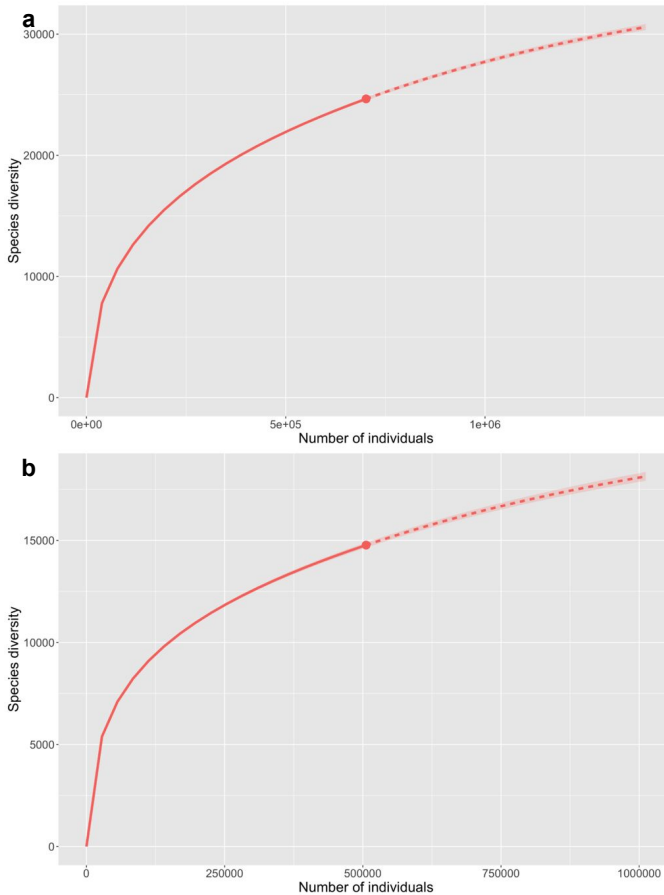 a
30000
20000
10000
0
Species diversity
0e+00 5e+05 1e+06
Number of individuals
b
15000
10000
5000
0
Species diversity
0 250000 500000 750000 1000000
Number of individuals